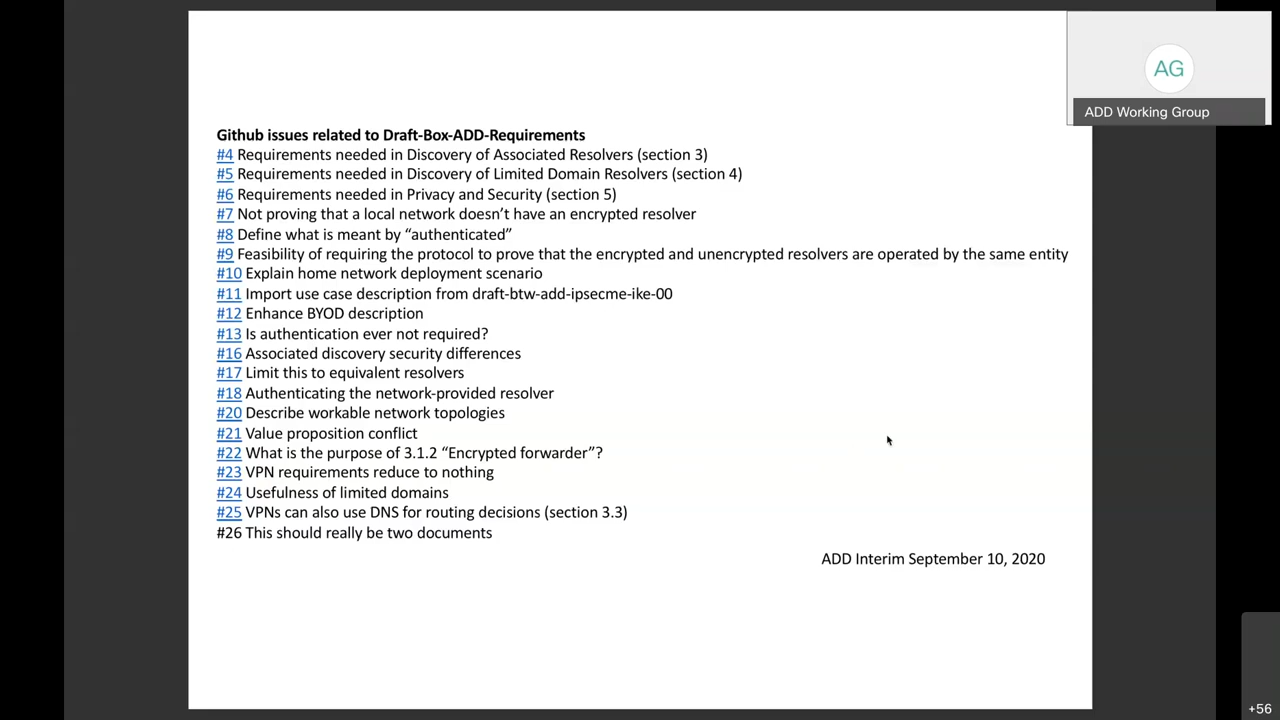 AG
ADD Working Group
Github issues related to Draft-Box-ADD-Requirements
#4 Requirements needed in Discovery of Associated Resolvers (section 3)
#5 Requirements needed in Discovery of Limited Domain Resolvers (section 4)
#6 Requirements needed in Privacy and Security (section 5)
#7 Not proving that a local network doesn’t have an encrypted resolver
#8 Define what is meant by “authenticated”
#9 Feasibility of requiring the protocol to prove that the encrypted and unencrypted resolvers are operated by the same entity
#10 Explain home network deployment scenario
#11 Import use case description from draft-btw-add-ipsecme-ike-00
#12 Enhance BYOD description
#13 Is authentication ever not required?
#16 Associated discovery security differences
#17 Limit this to equivalent resolvers
#18 Authenticating the network-provided resolver
#20 Describe workable network topologies
#21 Value proposition conflict
#22 What is the purpose of 3.1.2 “Encrypted forwarder”?
#23 VPN requirements reduce to nothing
#24 Usefulness of limited domains
#25 VPNs can also use DNS for routing decisions (section 3.3)
#26 This should really be two documents
ADD Interim September 10, 2020
+56